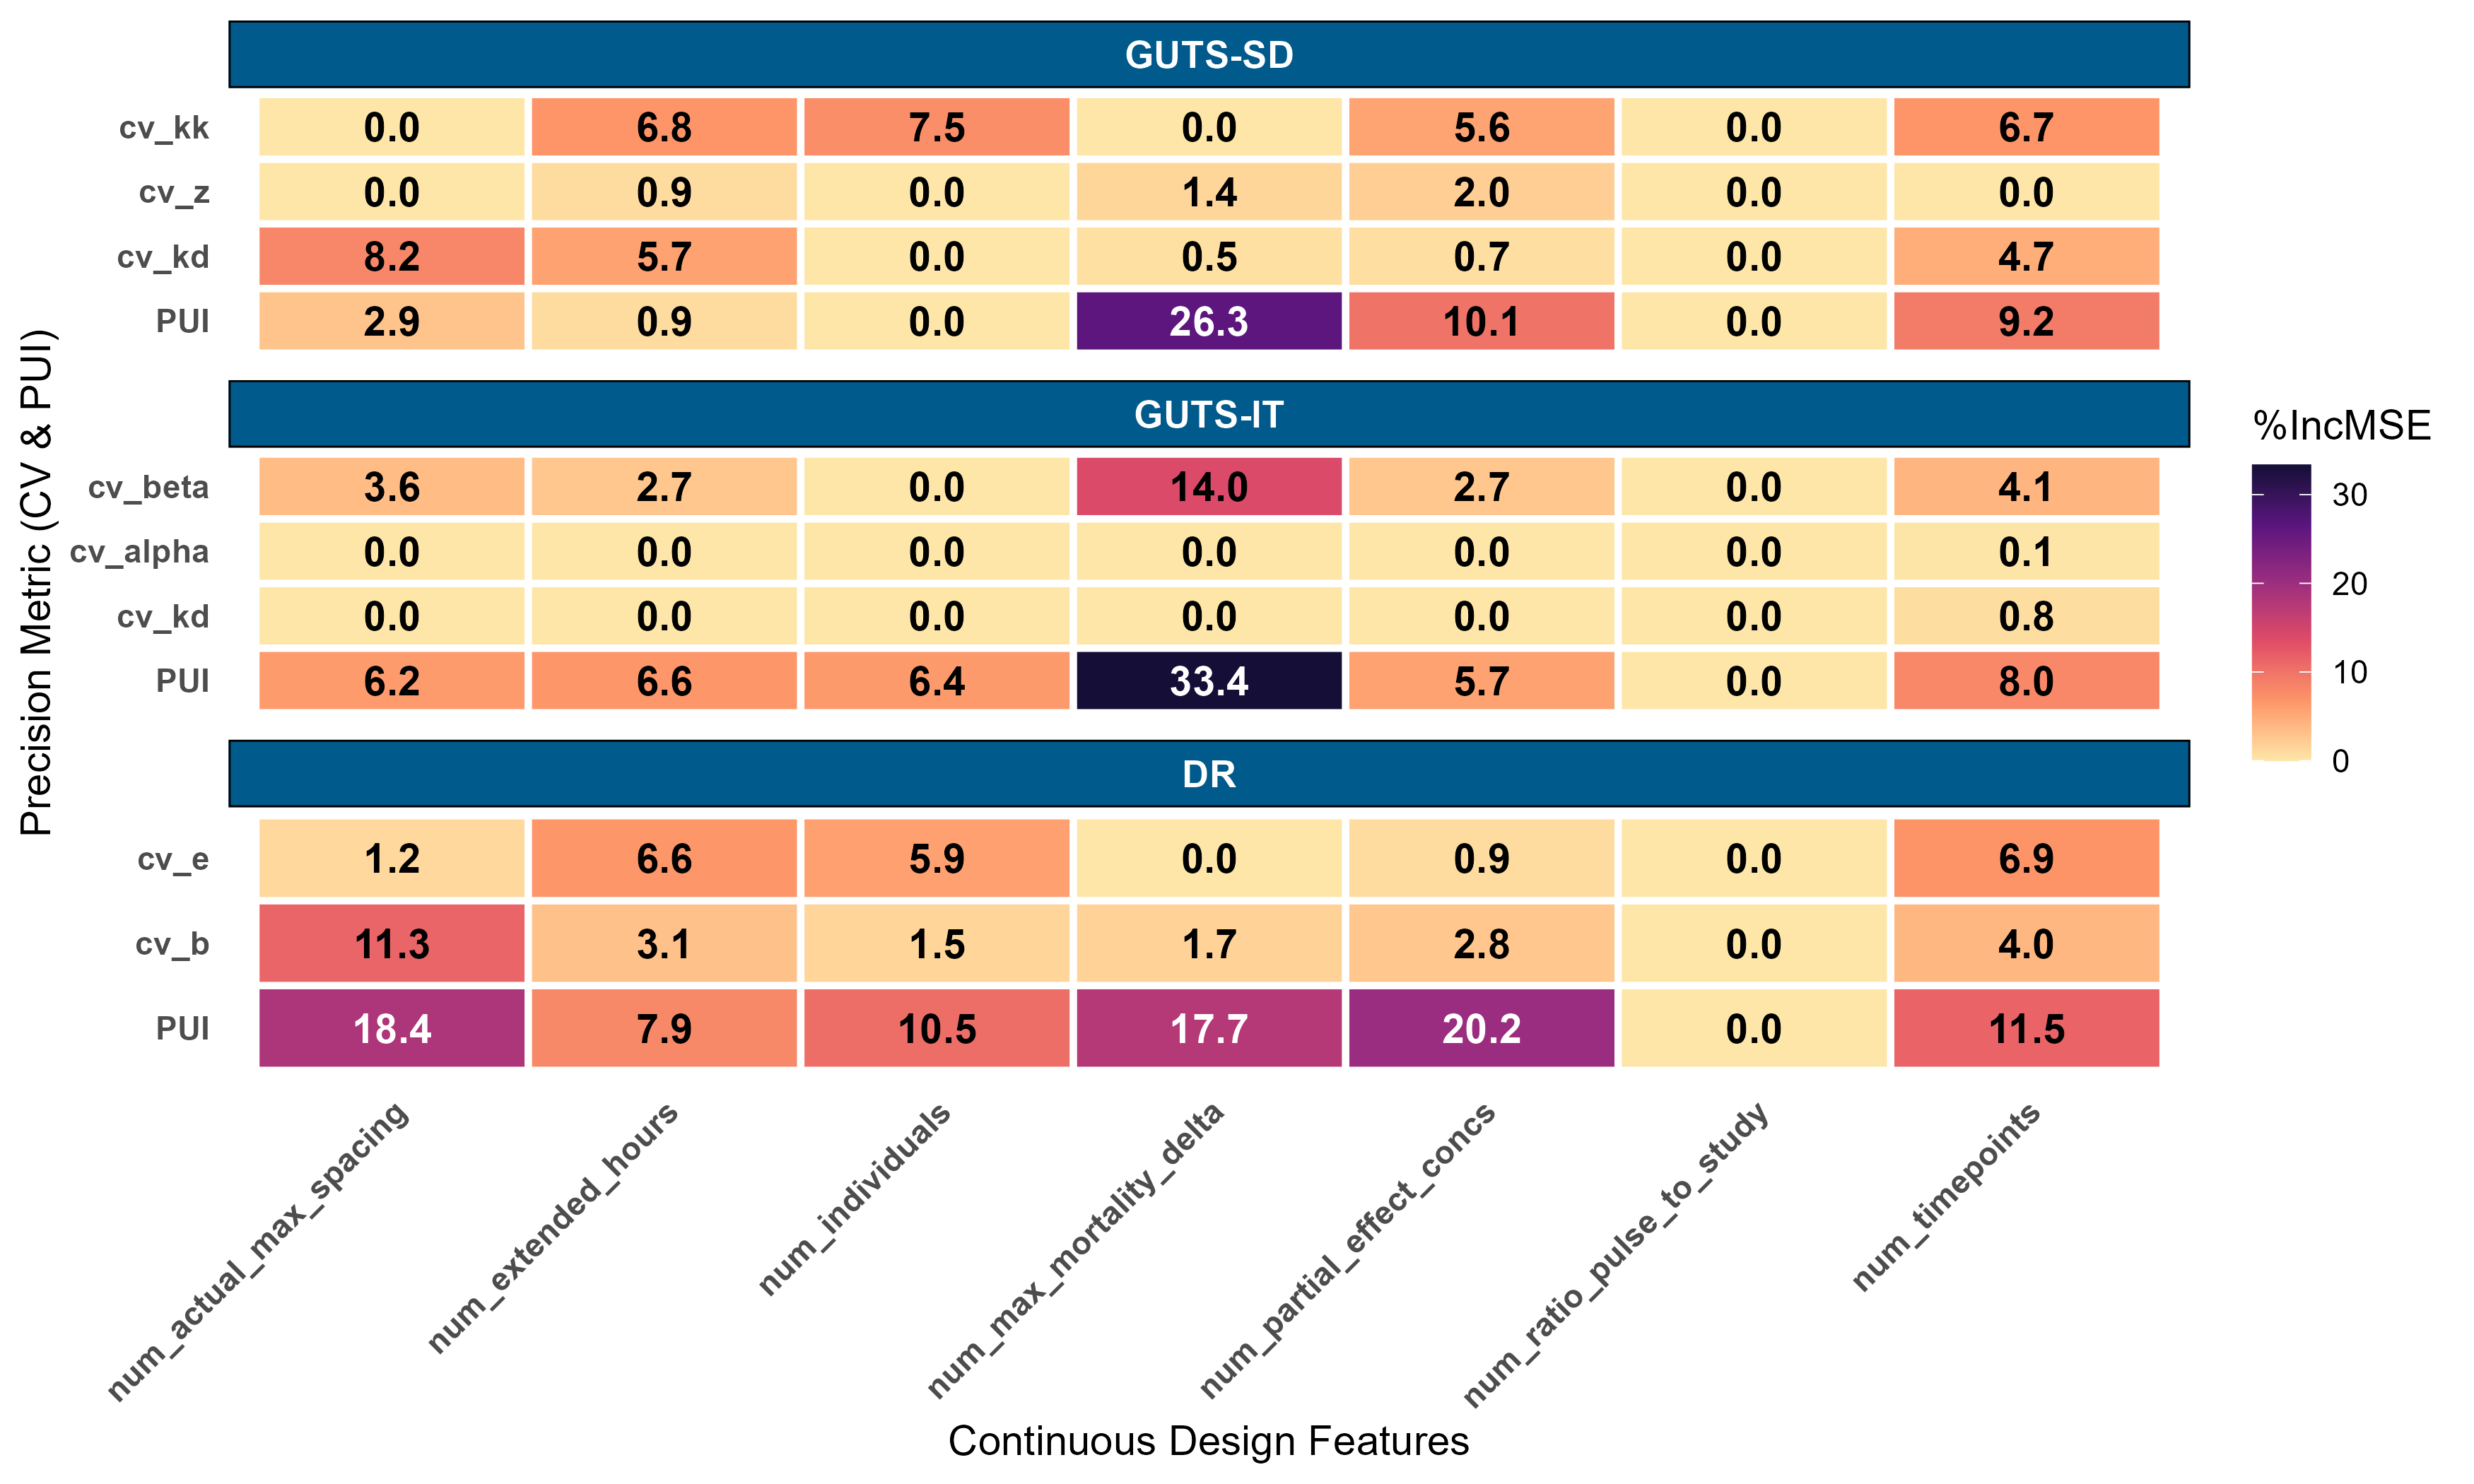 GUTS-SD
cv_kk 0.0 6.8 7.5 0.0 5.6 0.0 6.7
cv_z 0.0 0.9 0.0 1.4 2.0 0.0 0.0
cv_kd 8.2 5.7 0.0 0.5 0.7 0.0 4.7
PUI 2.9 0.9 0.0 26.3 10.1 0.0 9.2
GUTS-IT
cv_beta 3.6 2.7 0.0 14.0 2.7 0.0 4.1
cv_alpha 0.0 0.0 0.0 0.0 0.0 0.0 0.1
cv_kd 0.0 0.0 0.0 0.0 0.0 0.0 0.8
PUI 6.2 6.6 6.4 33.4 5.7 0.0 8.0
DR
cv_e 1.2 6.6 5.9 0.0 0.9 0.0 6.9
cv_b 11.3 3.1 1.5 1.7 2.8 0.0 4.0
PUI 18.4 7.9 10.5 17.7 20.2 0.0 11.5
num_actual_max_spacing
num_extended_hours
num_individuals
num_max_mortality_delta
num_partial_effect_concs
num_ratio_pulse_to_study
num_timepoints
Continuous Design Features
Precision Metric (CV & PUI)
%IncMSE
30
20
10
0